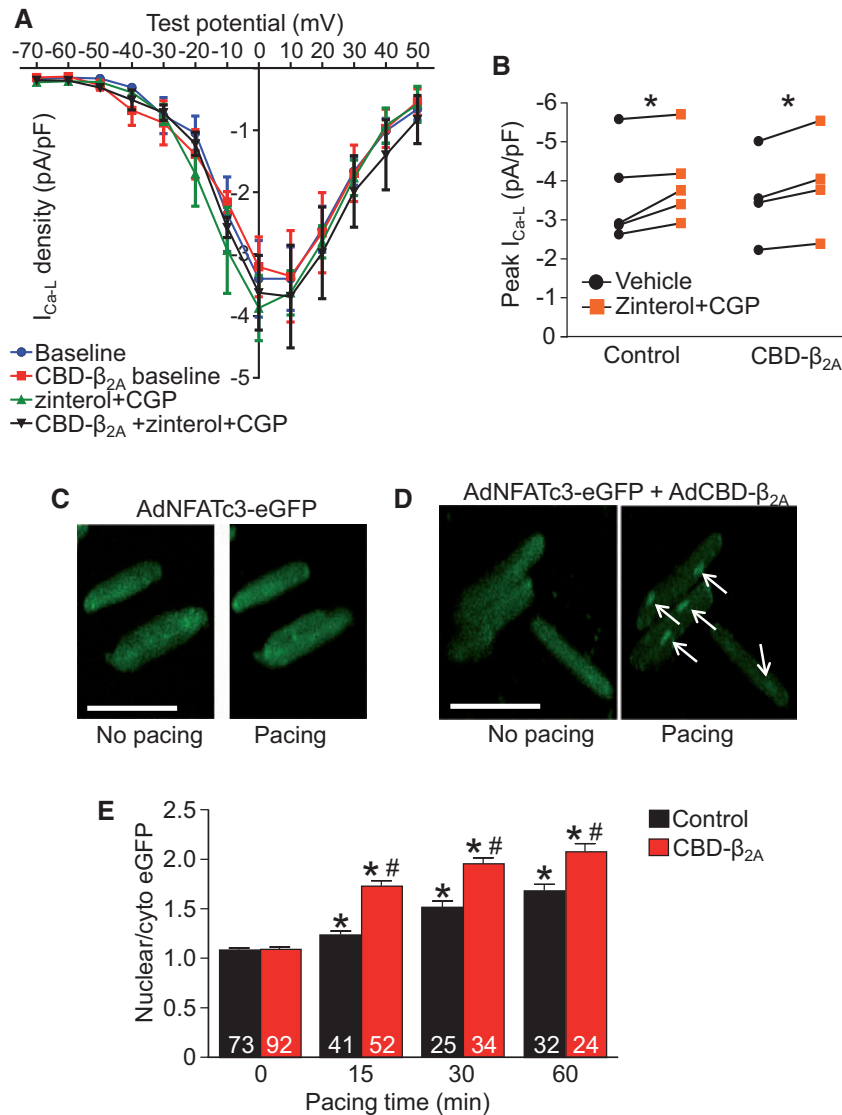 A
Test potential (mV)
-70 -60 -50 -40 -30 -20 -10 0 10 20 30 40 50
I_Ca-L density (pA/pF)
-1
-2
-3
-4
-5
Baseline
CBD-β2A baseline
zinterol+CGP
CBD-β2A +zinterol+CGP
B
Peak I_Ca-L (pA/pF)
-6
-5
-4
-3
-2
-1
0
* *
Vehicle
Zinterol+CGP
Control CBD-β2A
C
AdNFATc3-eGFP
No pacing Pacing
D
AdNFATc3-eGFP + AdCBD-β2A
No pacing Pacing
E
Nuclear/cyto eGFP
2.5
2.0
1.5
1.0
0.5
0
* * # * * # * * #
Control
CBD-β2A
73 92 41 52 25 34 32 24
0 15 30 60
Pacing time (min)